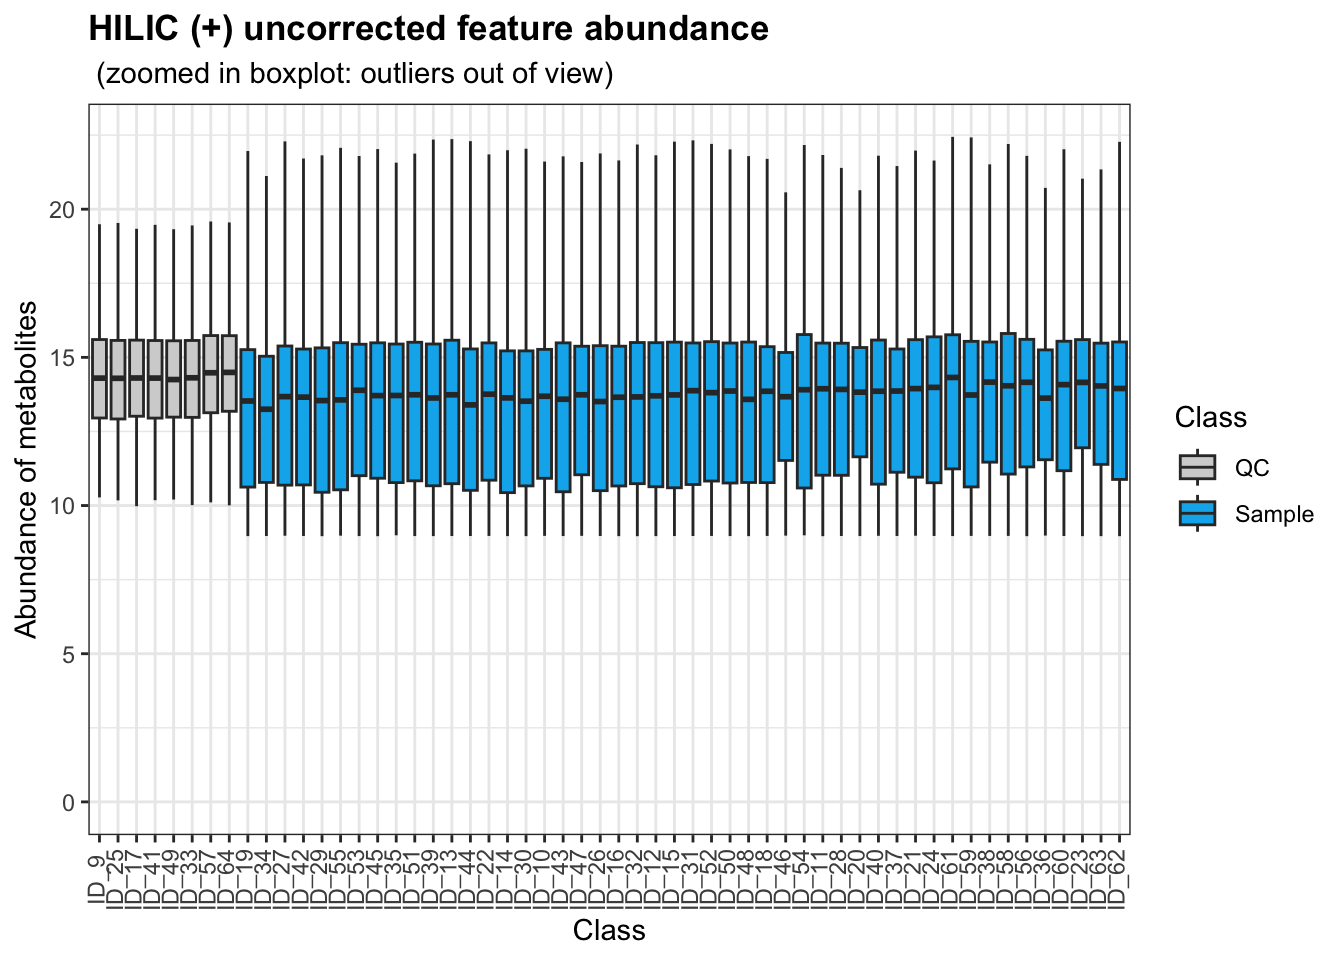 HILIC (+) uncorrected feature abundance
(zoomed in boxplot: outliers out of view)
Abundance of metabolites
20
15
10
5
0
ID_9
ID_25
ID_17
ID_41
ID_49
ID_33
ID_57
ID_64
ID_19
ID_34
ID_27
ID_42
ID_29
ID_55
ID_53
ID_45
ID_35
ID_51
ID_39
ID_13
ID_44
ID_22
ID_14
ID_30
ID_10
ID_43
ID_47
ID_26
ID_16
ID_32
ID_12
ID_15
ID_31
ID_52
ID_50
ID_48
ID_18
ID_46
ID_54
ID_11
ID_28
ID_20
ID_40
ID_37
ID_21
ID_24
ID_61
ID_59
ID_38
ID_58
ID_56
ID_36
ID_60
ID_23
ID_63
ID_62
Class
Class
QC
Sample